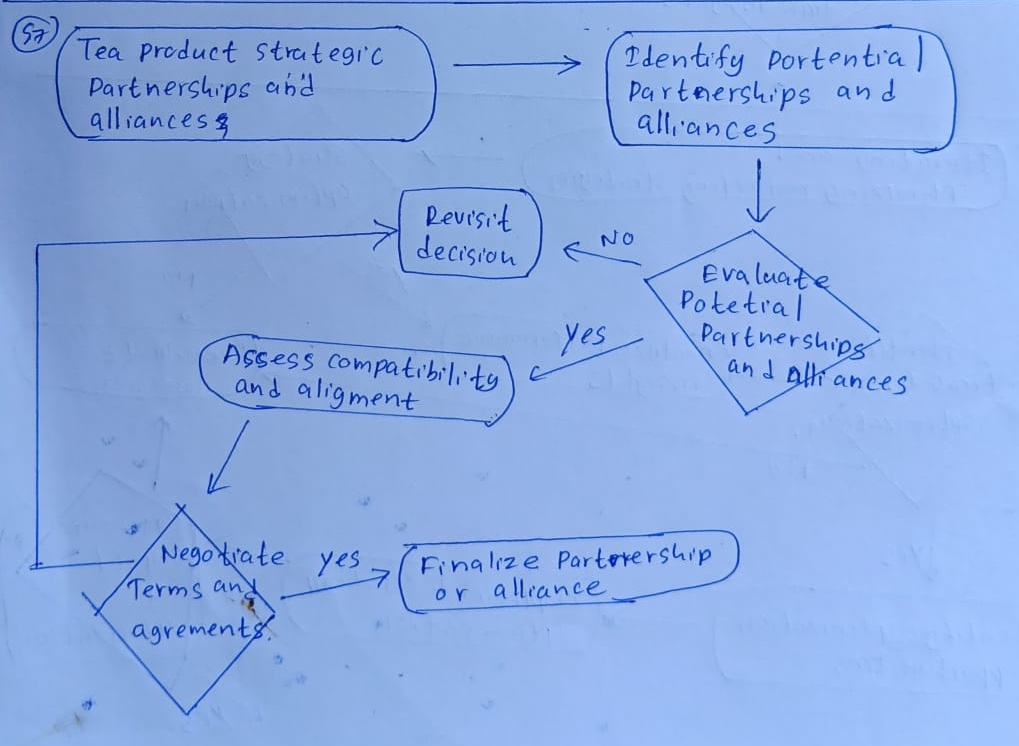 57
Tea product strategic
Partnerships and
alliances
Identify portential
Partnerships and
alliances
Revisit
decision
NO
Evaluate
Potetial
Partnerships
and alliances
yes
Assess compatibility
and aligment
Negotiate
Terms and
agrements.
yes
Finalize Partnership
or alliance